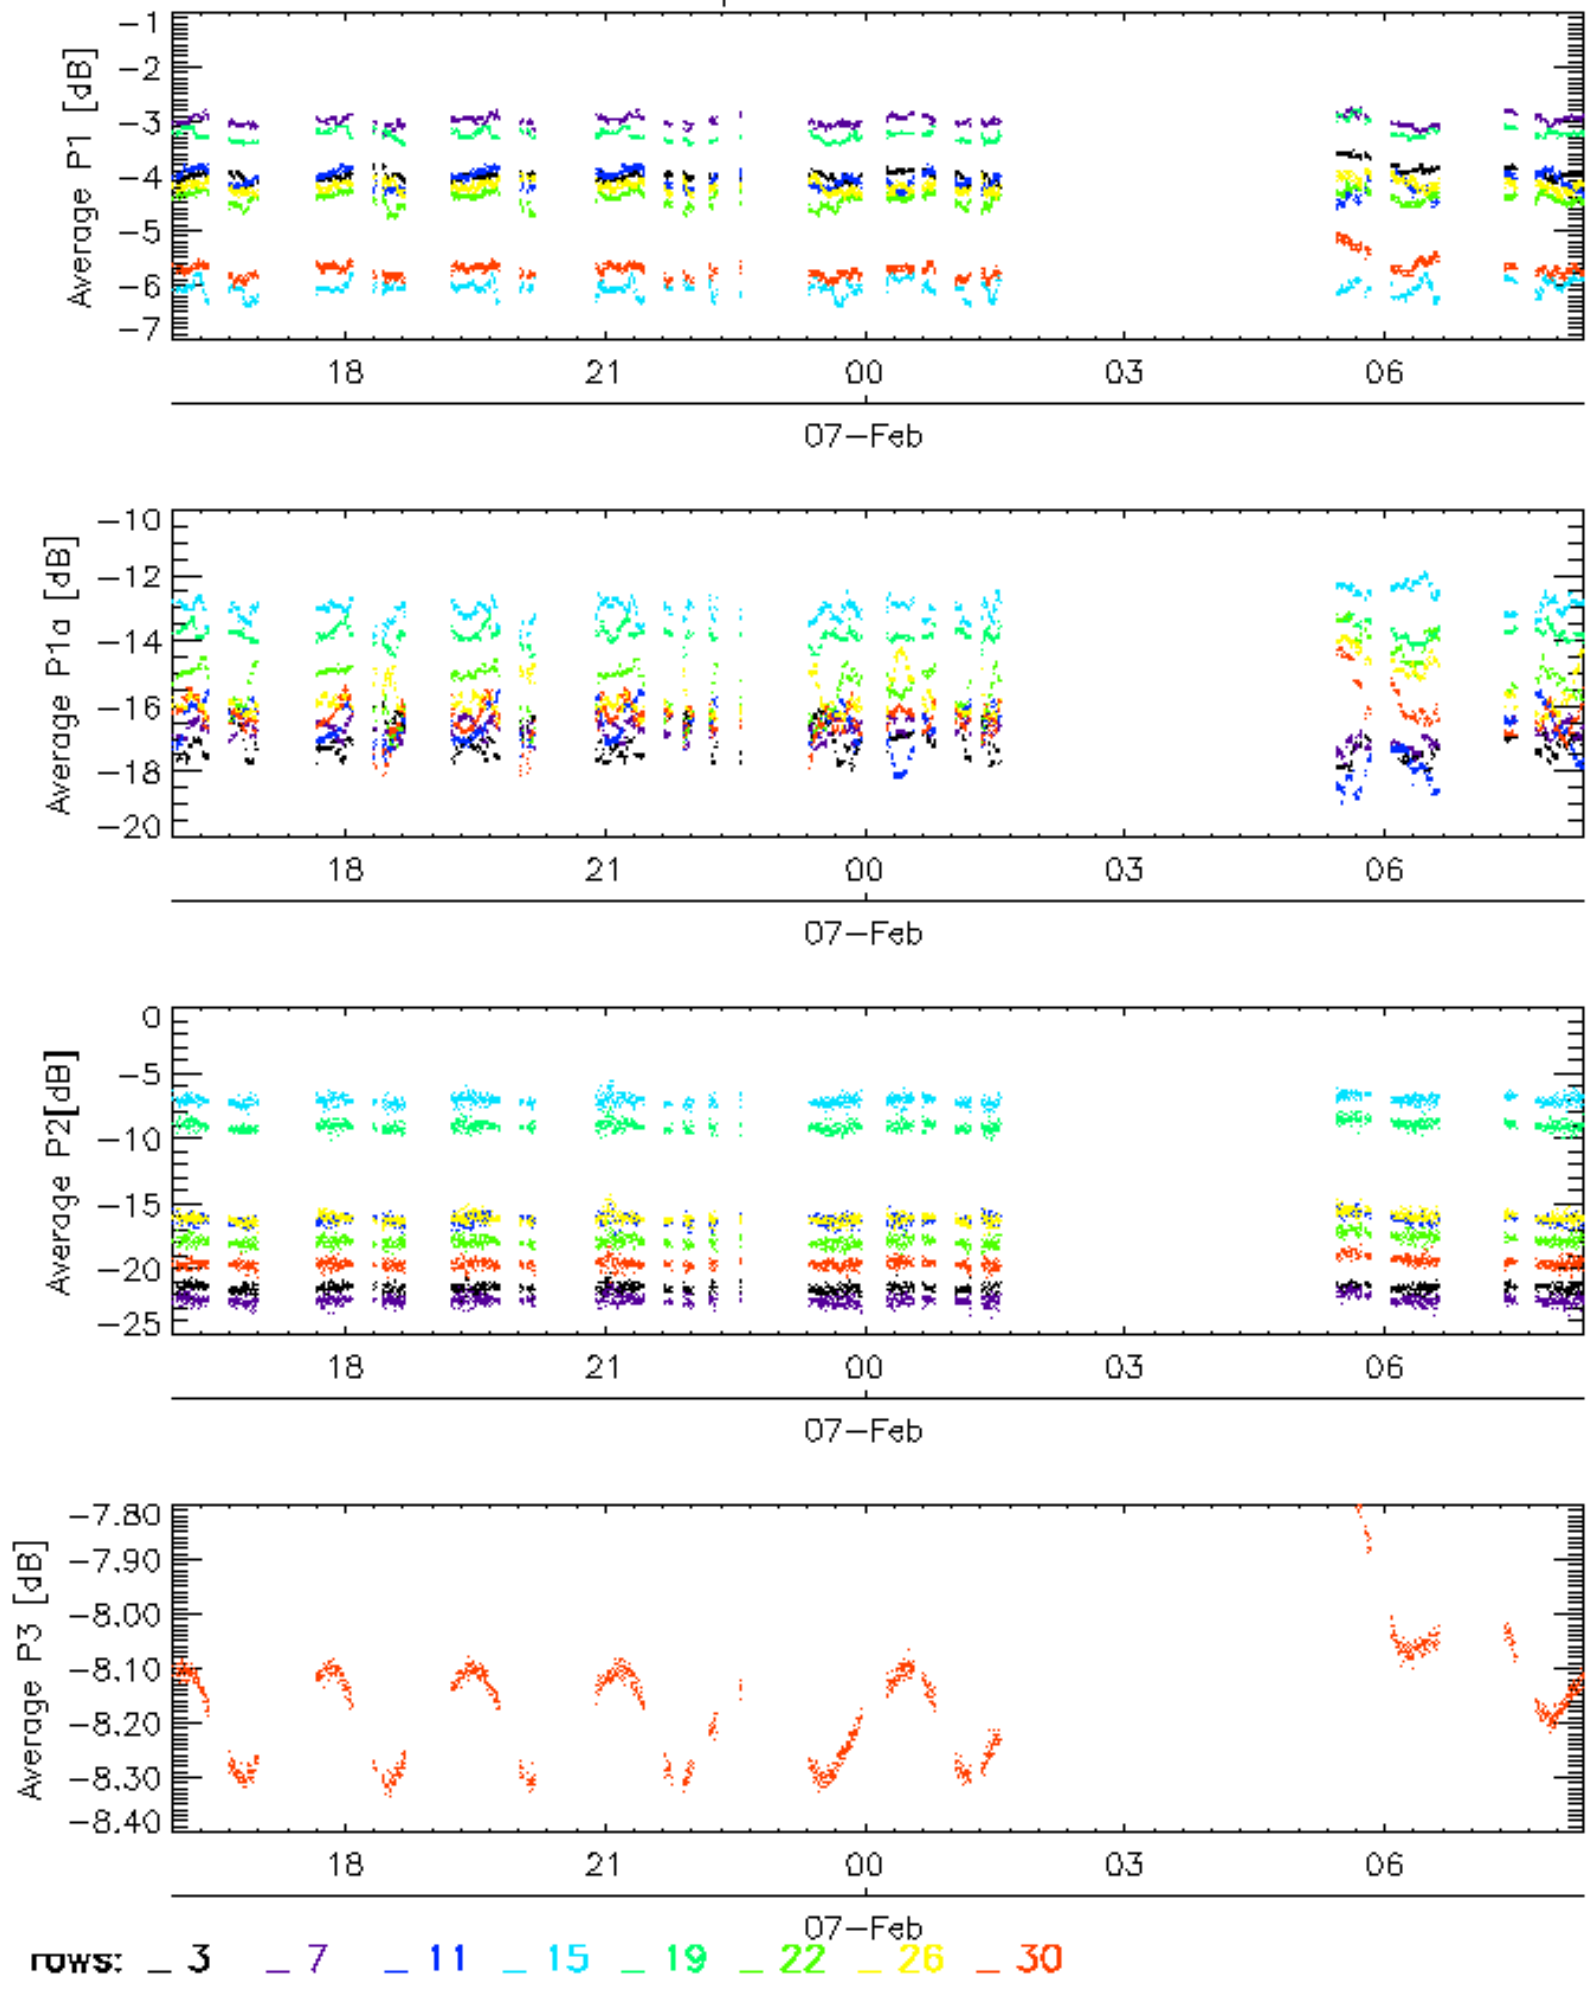 Average P1 [dB]
-1
-2
-3
-4
-5
-6
-7
18 21 00 03 06
07-Feb
Average P1a [dB]
-10
-12
-14
-16
-18
-20
18 21 00 03 06
07-Feb
Average P2[dB]
0
-5
-10
-15
-20
-25
18 21 00 03 06
07-Feb
Average P3 [dB]
-7.80
-7.90
-8.00
-8.10
-8.20
-8.30
-8.40
18 21 00 03 06
07-Feb
rows: _ 3 _ 7 _ 11 _ 15 _ 19 _ 22 _ 26 _ 30